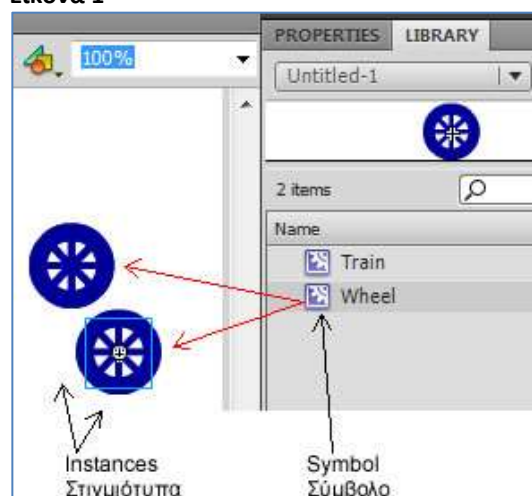 Εικόνα 1
PROPERTIES LIBRARY
100%
Untitled-1
2 items
Name
Train
Wheel
Instances
Στιγμιότυπα
Symbol
Σύμβολο